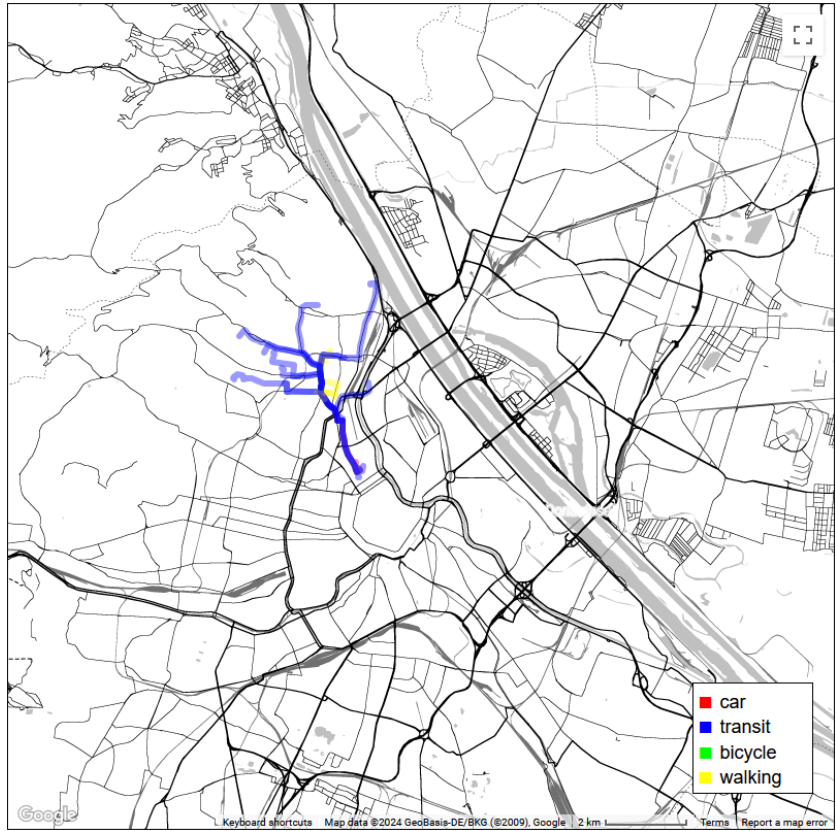 car
transit
bicycle
walking
Google
Keyboard shortcuts
Map data ©2024 GeoBasis-DE/BKG (©2009), Google
2 km
Terms
Report a map error